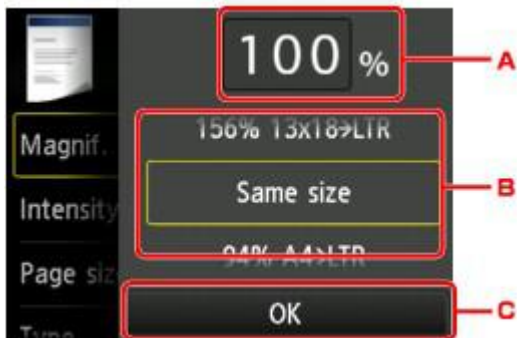 100 %
A
156% 13x18→LTR
Magnif.
Same size
B
Intensity
94% A4>LTR
Page siz
OK
C
Type